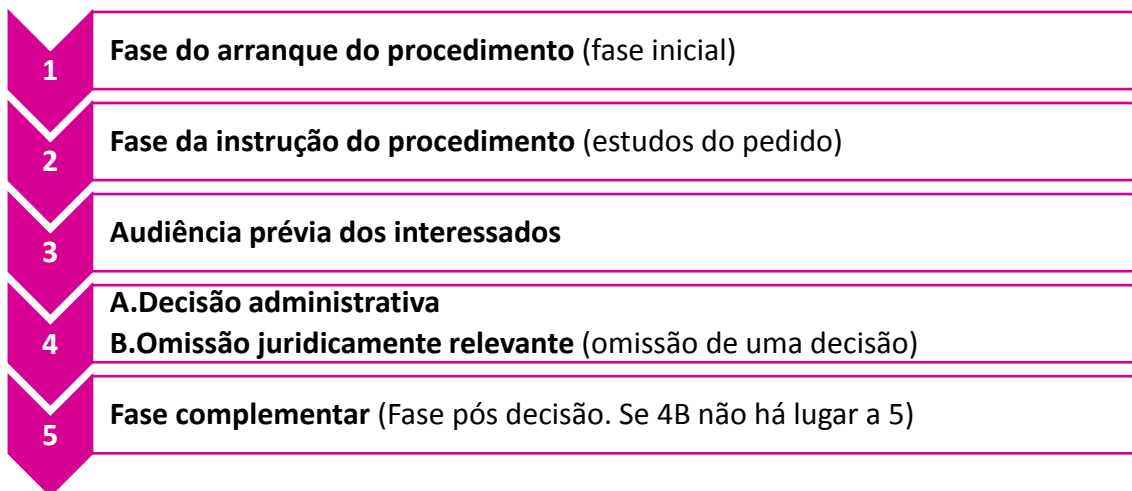 1
Fase do arranque do procedimento (fase inicial)
2
Fase da instrução do procedimento (estudos do pedido)
3
Audiência prévia dos interessados
4
A.Decisão administrativa
B.Omissão juridicamente relevante (omissão de uma decisão)
5
Fase complementar (Fase pós decisão. Se 4B não há lugar a 5)